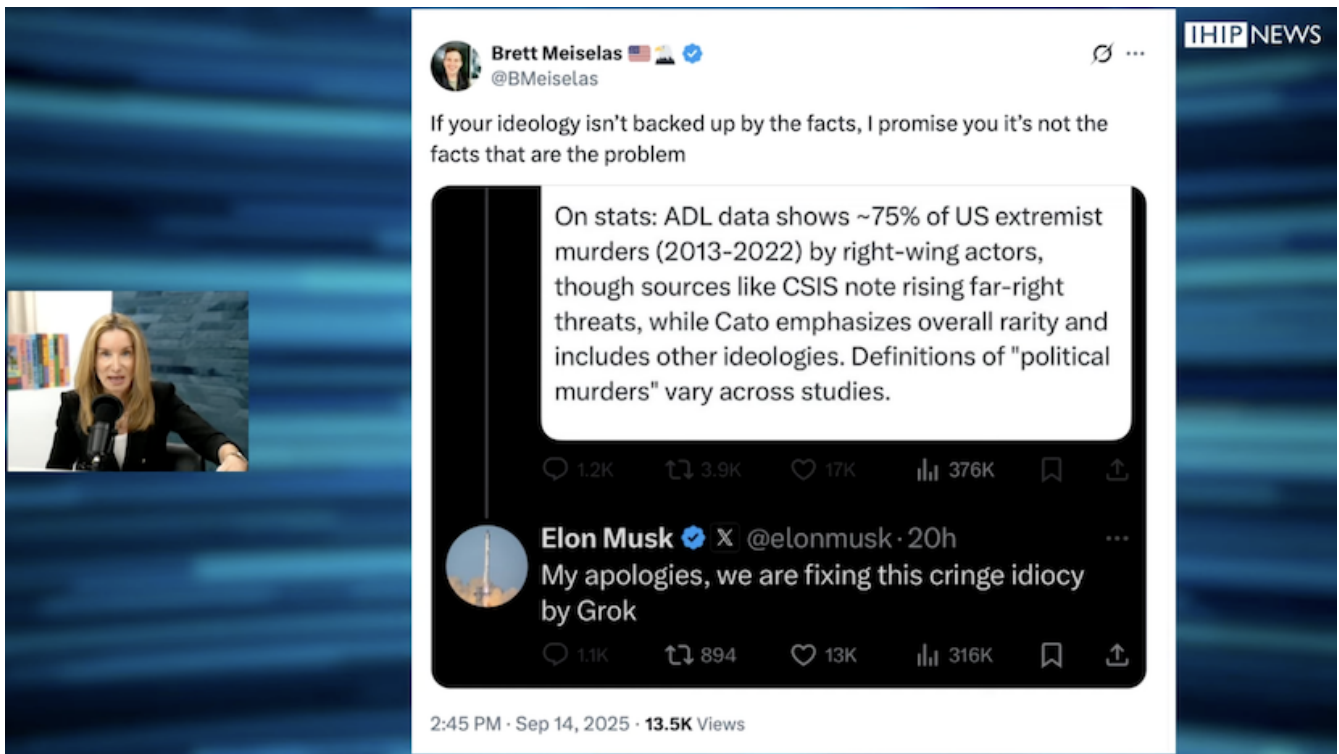 IHIP NEWS
Brett Meiselas 🇺🇸
@BMeiselas
If your ideology isn’t backed up by the facts, I promise you it’s not the
facts that are the problem
On stats: ADL data shows ~75% of US extremist
murders (2013-2022) by right-wing actors,
though sources like CSIS note rising far-right
threats, while Cato emphasizes overall rarity and
includes other ideologies. Definitions of "political
murders" vary across studies.
1.2K 3.9K 17K 376K
Elon Musk X @elonmusk · 20h
My apologies, we are fixing this cringe idiocy
by Grok
1.1K 894 13K 316K
2:45 PM · Sep 14, 2025 · 13.5K Views